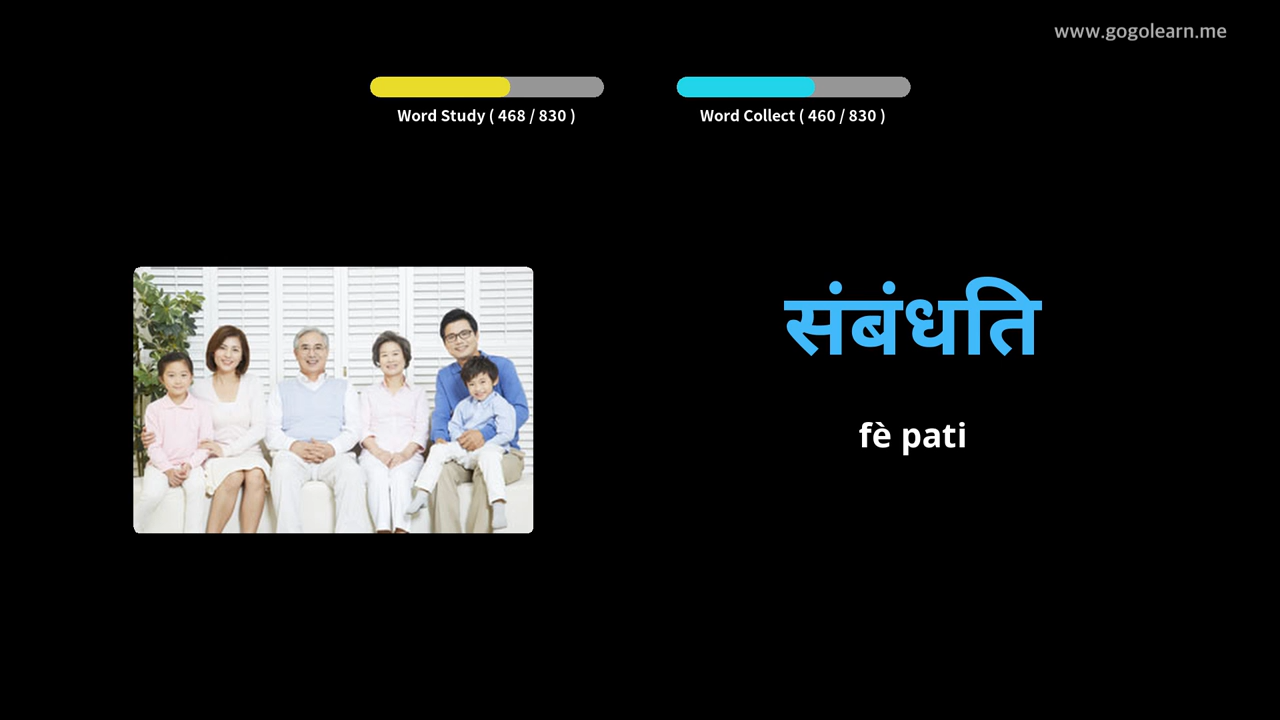 www.gogolearn.me
Word Study ( 468 / 830 )
Word Collect ( 460 / 830 )
संबंधति
fè pati